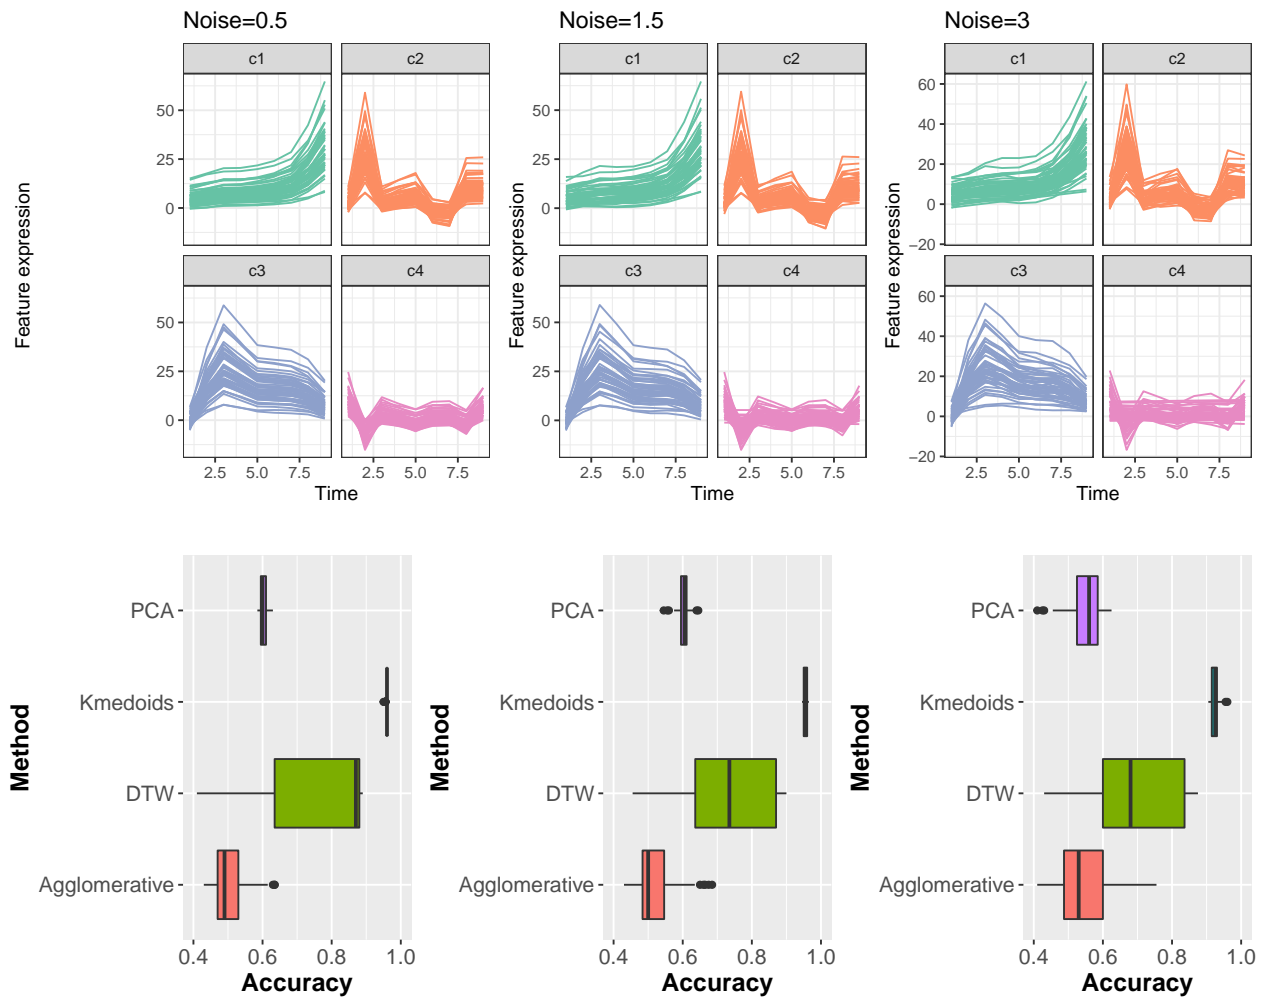 Noise=0.5
Noise=1.5
Noise=3
c1
c2
c1
c2
c1
c2
50
25
0
50
25
0
60
40
20
0
−20
Feature expression
Feature expression
Feature expression
c3
c4
c3
c4
c3
c4
50
25
0
50
25
0
60
40
20
0
−20
2.5 5.0 7.5 2.5 5.0 7.5
2.5 5.0 7.5 2.5 5.0 7.5
2.5 5.0 7.5 2.5 5.0 7.5
Time
Time
Time
Method
PCA
Kmedoids
DTW
Agglomerative
0.4 0.6 0.8 1.0
Accuracy
Method
PCA
Kmedoids
DTW
Agglomerative
0.4 0.6 0.8 1.0
Accuracy
Method
PCA
Kmedoids
DTW
Agglomerative
0.4 0.6 0.8 1.0
Accuracy